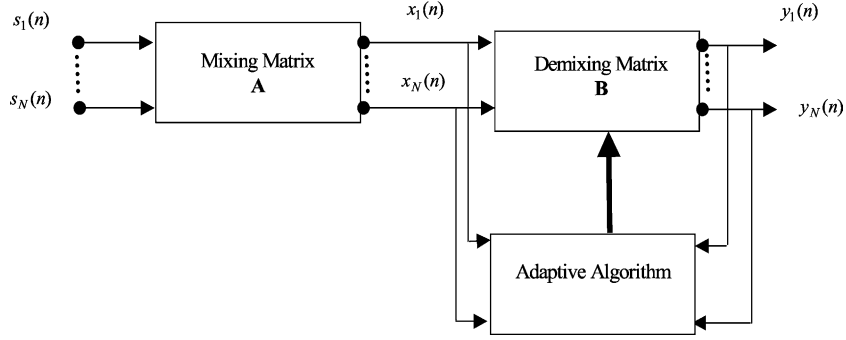 s1(n)
sN(n)
Mixing Matrix
A
x1(n)
xN(n)
Demixing Matrix
B
y1(n)
yN(n)
Adaptive Algorithm